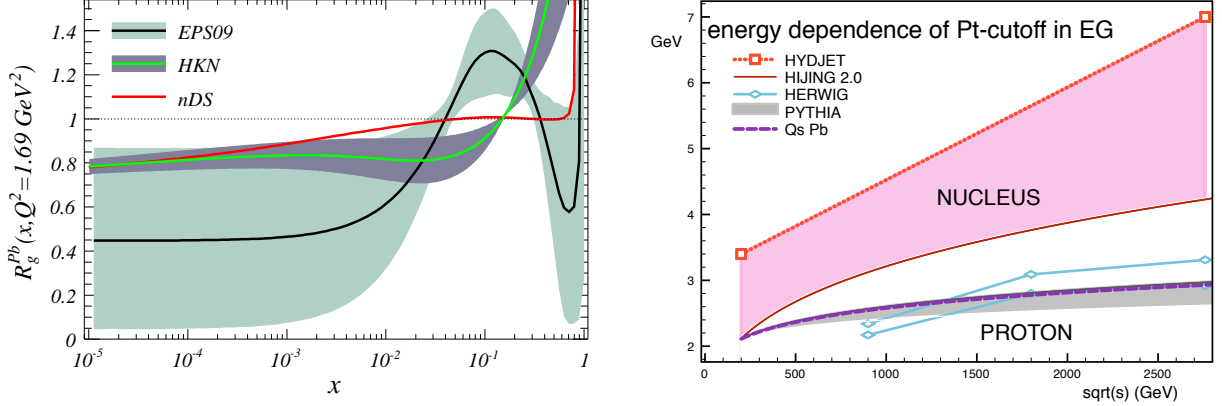 1.4
1.2
1
0.8
0.6
0.4
0.2
0
R_g^{Pb}(x,Q^2=1.69 GeV^2)
EPS09
HKN
nDS
10^{-5} 10^{-4} 10^{-3} 10^{-2} 10^{-1} 1
x
energy dependence of Pt-cutoff in EG
GeV
7
6
5
4
3
2
HYDJET
HIJING 2.0
HERWIG
PYTHIA
Qs Pb
NUCLEUS
PROTON
0 500 1000 1500 2000 2500
sqrt(s) (GeV)